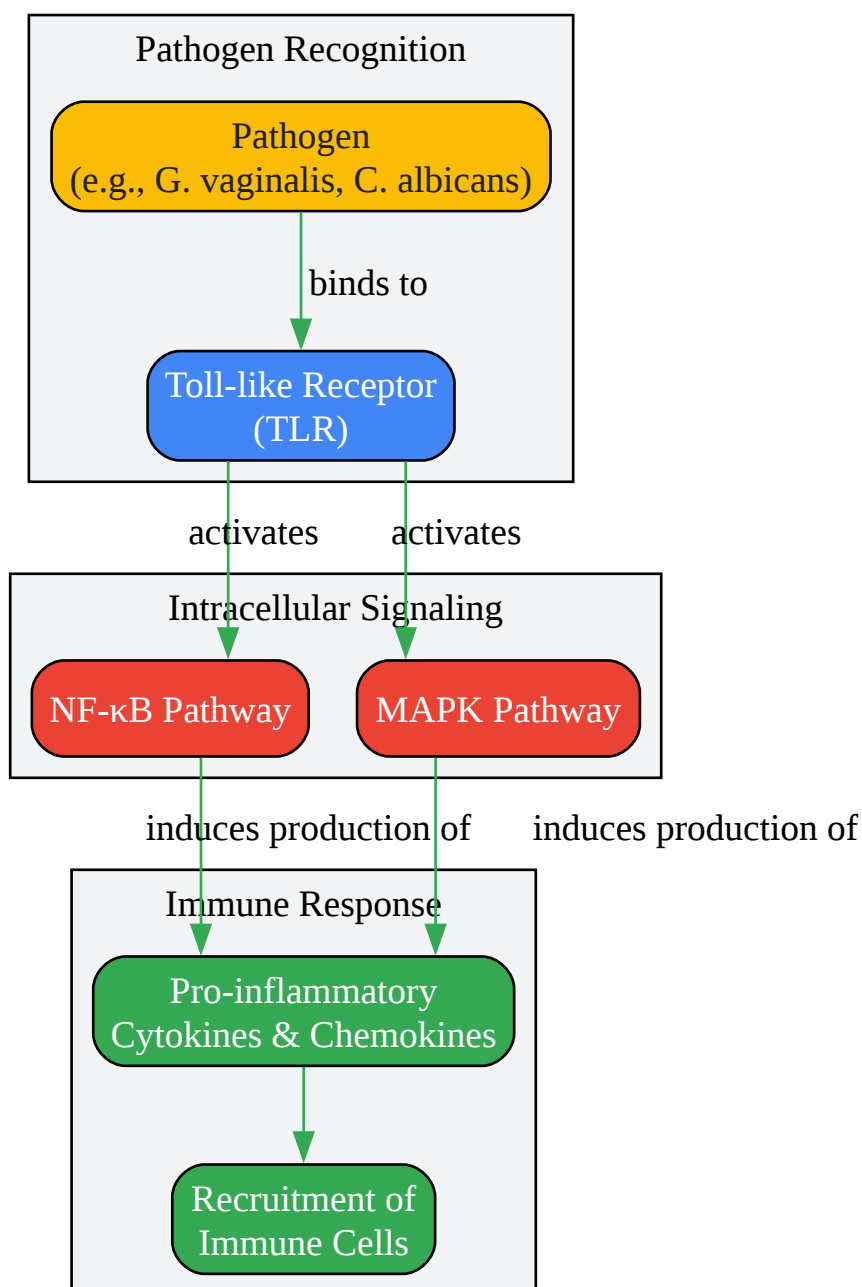 Pathogen Recognition
Pathogen
(e.g., G. vaginalis, C. albicans)
binds to
Toll-like Receptor
(TLR)
activates
activates
Intracellular Signaling
NF-κB Pathway
MAPK Pathway
induces production of
induces production of
Immune Response
Pro-inflammatory
Cytokines & Chemokines
Recruitment of
Immune Cells